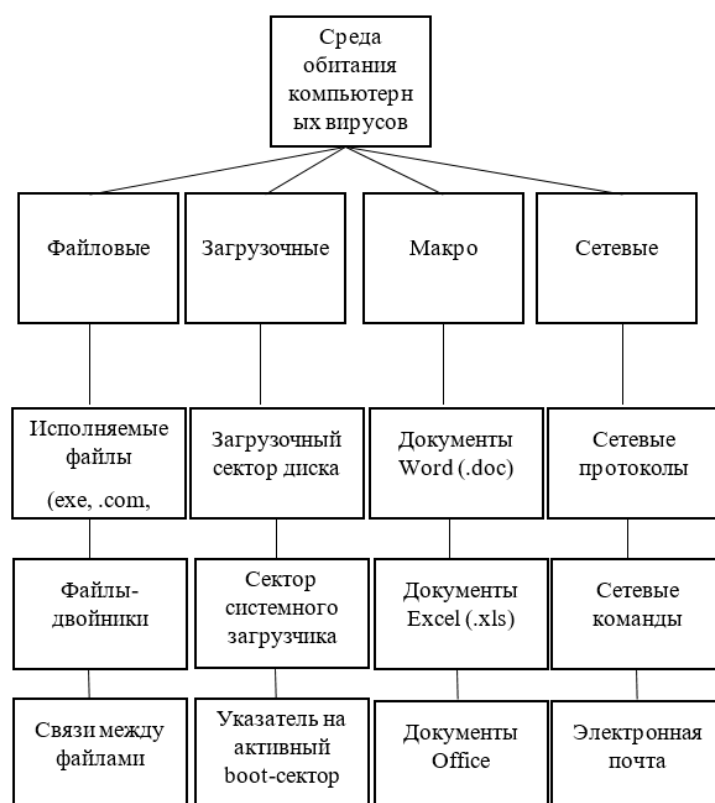 Среда
обитания
компьютерн
ых вирусов
Файловые
Загрузочные
Макро
Сетевые
Исполняемые
файлы
(exe, .com,
Загрузочный
сектор диска
Документы
Word (.doc)
Сетевые
протоколы
Файлы-
двойники
Сектор
системного
загрузчика
Документы
Excel (.xls)
Сетевые
команды
Связи между
файлами
Указатель на
активный
boot-сектор
Документы
Office
Электронная
почта